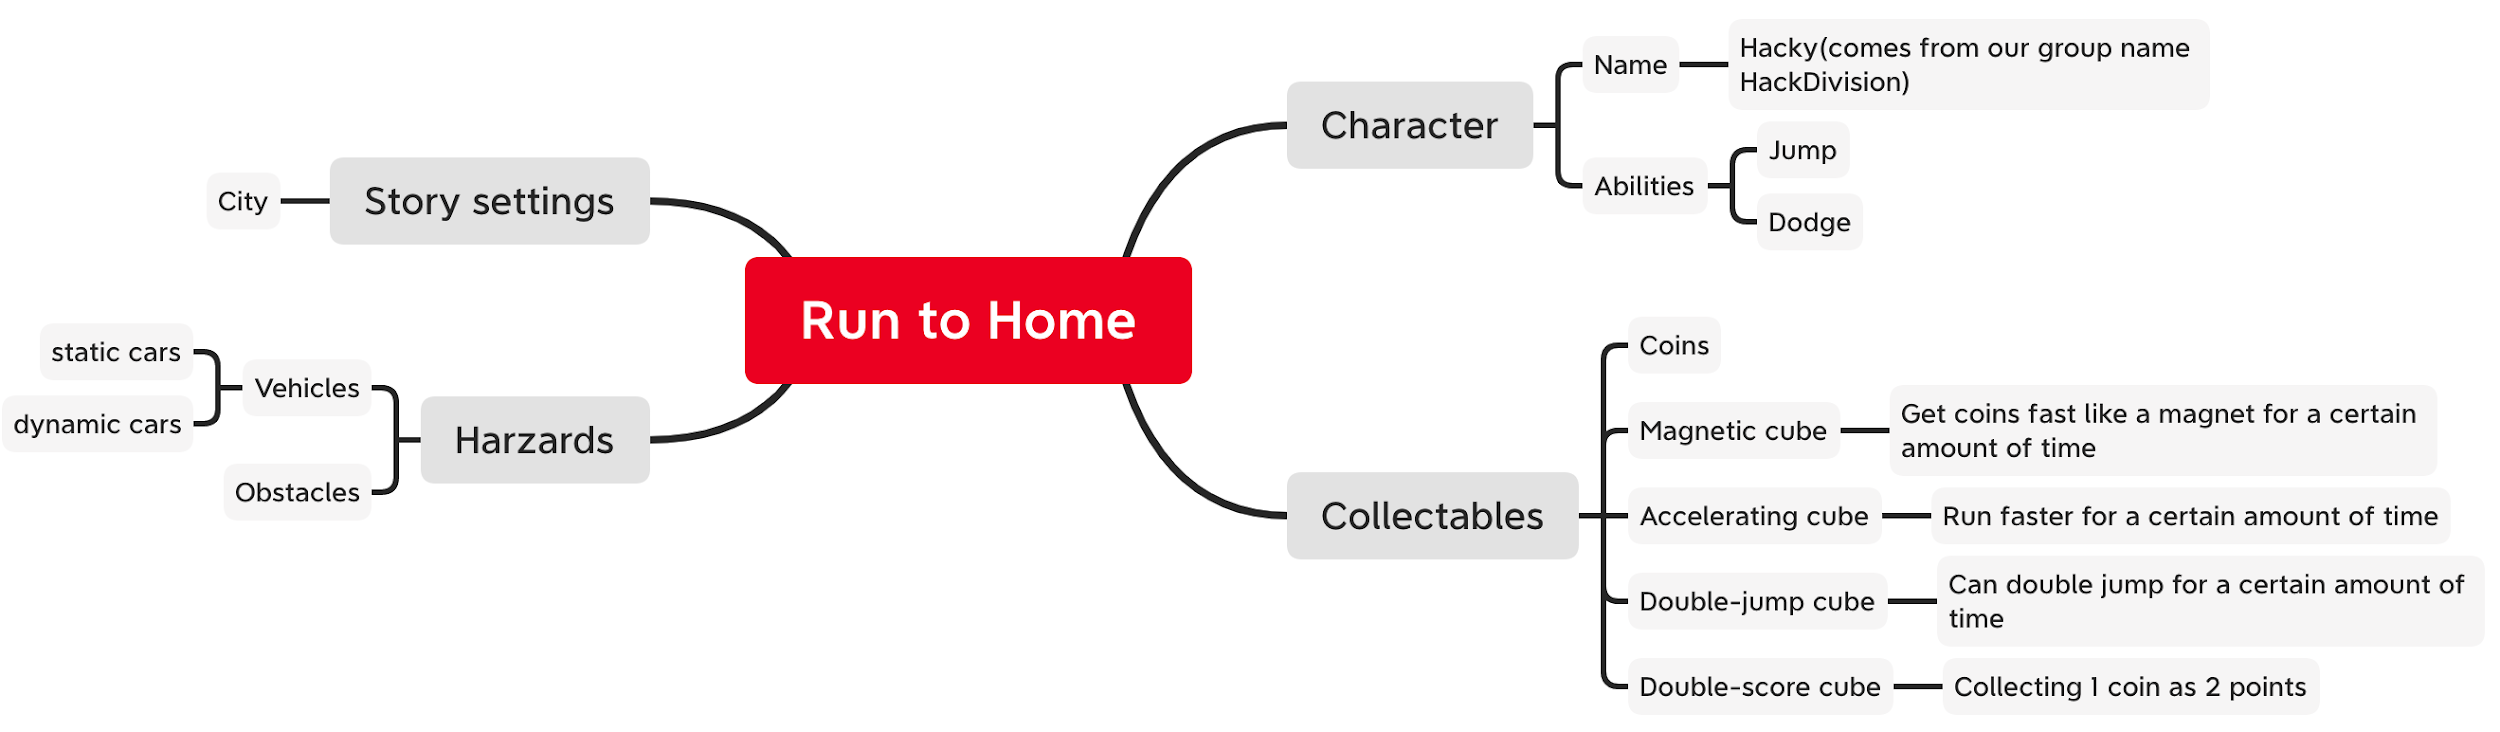 Run to Home
Story settings
City
Harzards
Vehicles
static cars
dynamic cars
Obstacles
Character
Name
Hacky(comes from our group name
HackDivision)
Abilities
Jump
Dodge
Collectables
Coins
Magnetic cube
Get coins fast like a magnet for a certain
amount of time
Accelerating cube
Run faster for a certain amount of time
Double-jump cube
Can double jump for a certain amount of
time
Double-score cube
Collecting 1 coin as 2 points